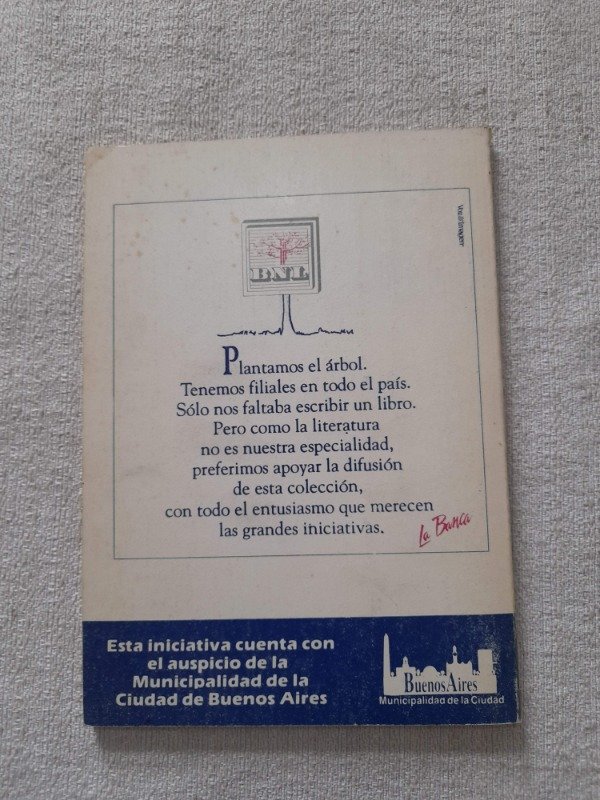 BNL
Plantamos el árbol.
Tenemos filiales en todo el país.
Sólo nos faltaba escribir un libro.
Pero como la literatura
no es nuestra especialidad,
preferimos apoyar la difusión
de esta colección,
con todo el entusiasmo que merecen
las grandes iniciativas.
La Banca
Esta iniciativa cuenta con
el auspicio de la
Municipalidad de la
Ciudad de Buenos Aires
Buenos Aires
Municipalidad de la Ciudad